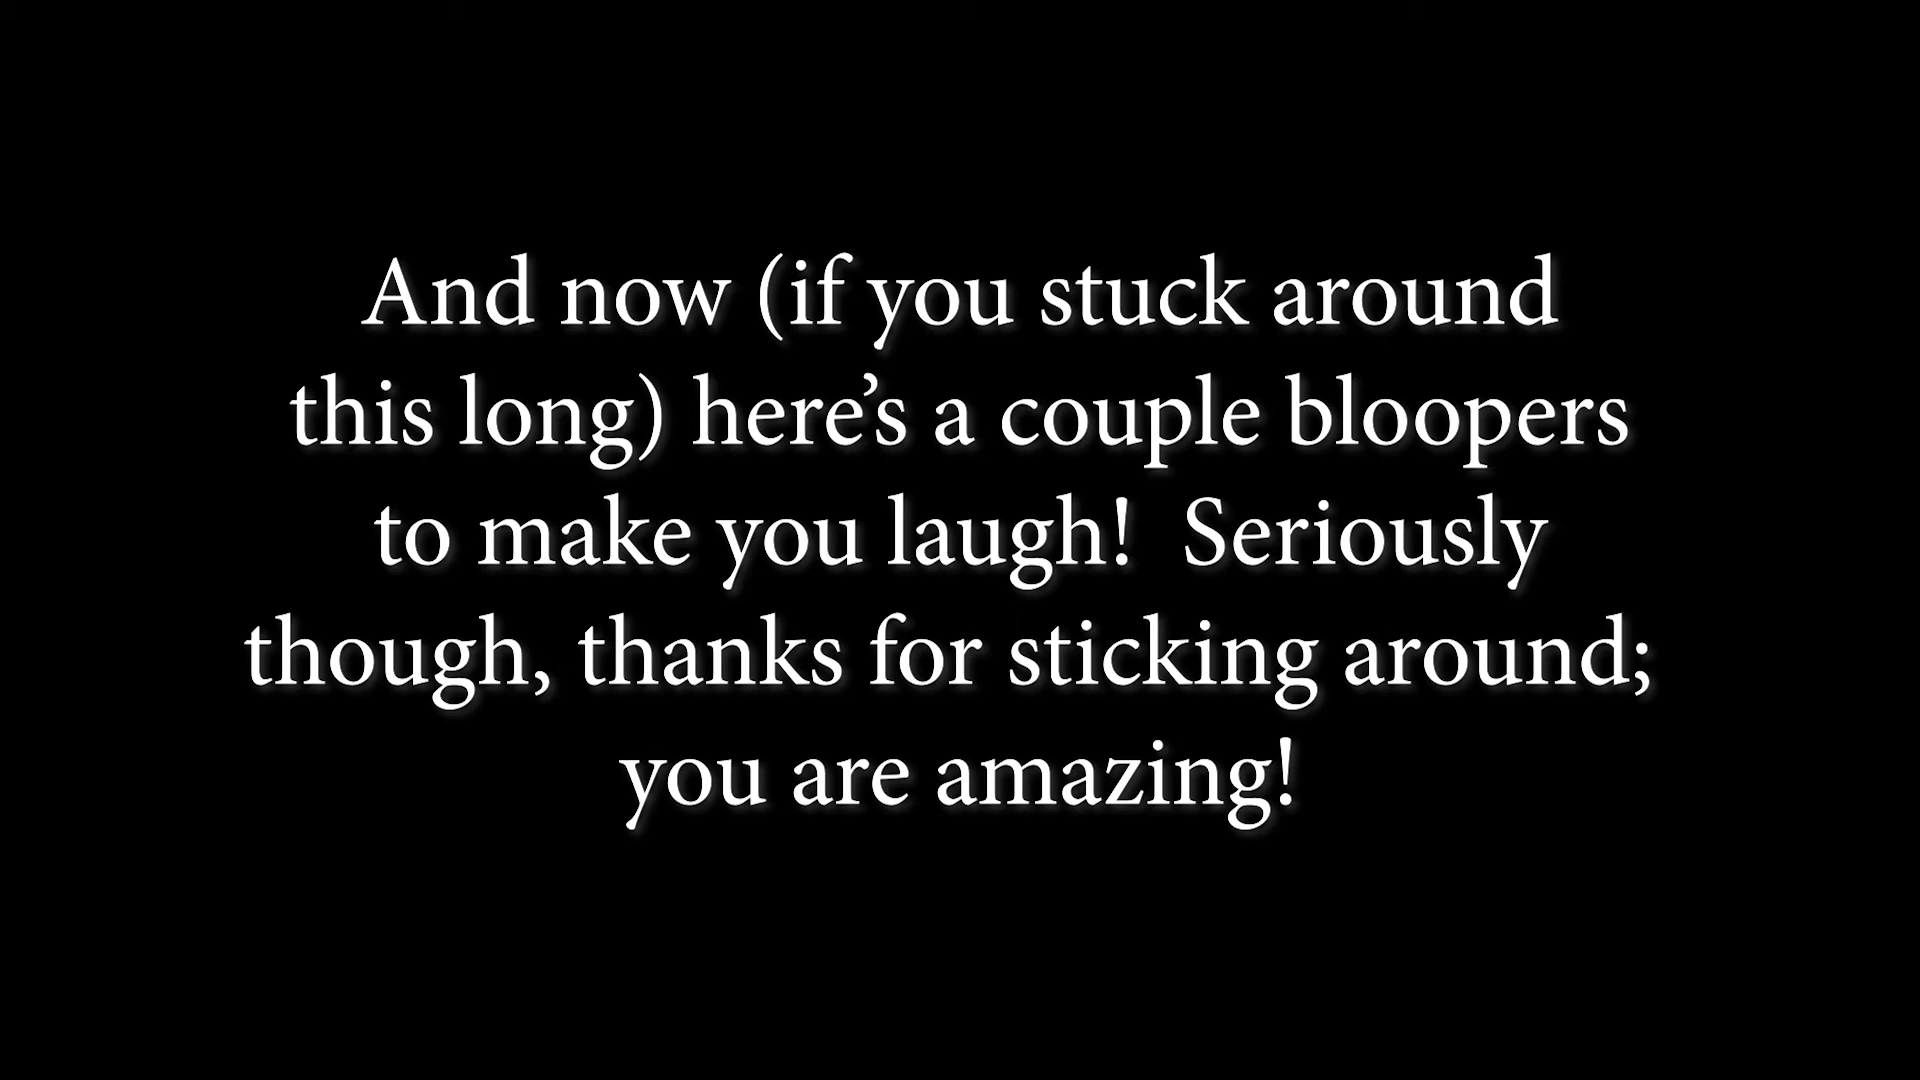 And now (if you stuck around
this long) here’s a couple bloopers
to make you laugh!  Seriously
though, thanks for sticking around;
you are amazing!